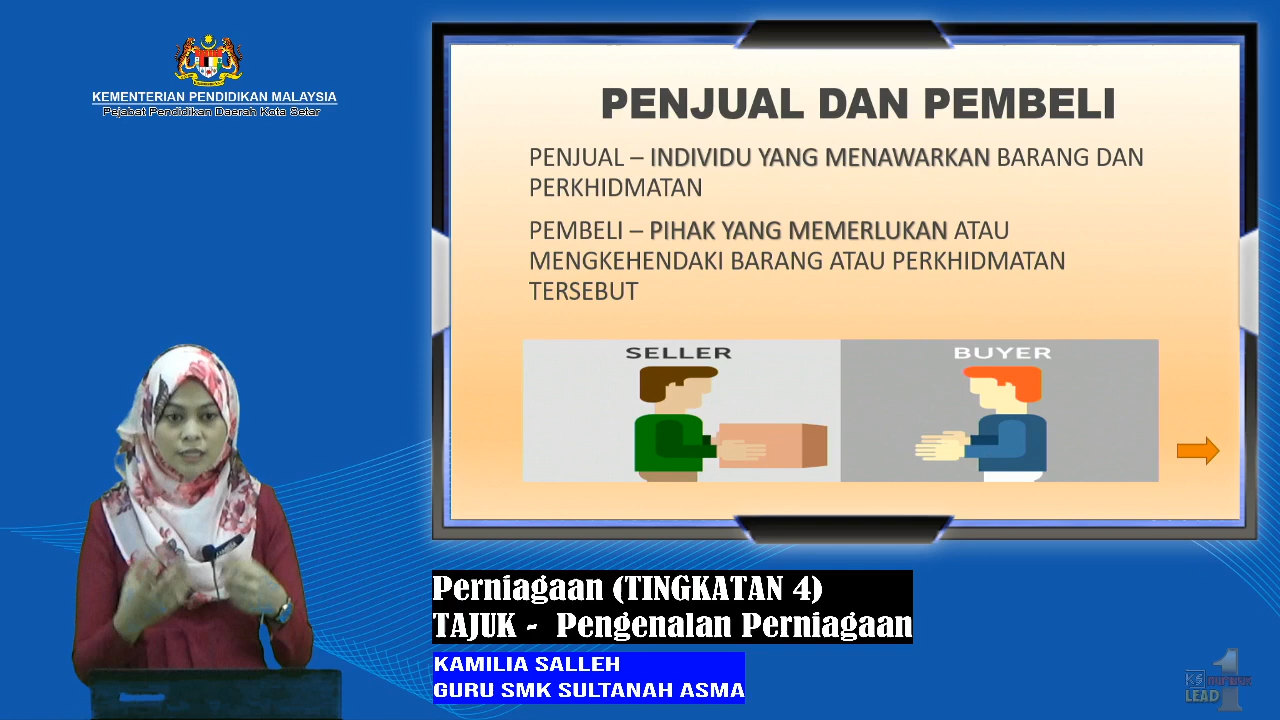 KEMENTERIAN PENDIDIKAN MALAYSIA
Pejabat Pendidikan Daerah Kota Setar
PENJUAL DAN PEMBELI
PENJUAL – INDIVIDU YANG MENAWARKAN BARANG DAN
PERKHIDMATAN
PEMBELI – PIHAK YANG MEMERLUKAN ATAU
MENGKEHENDAKI BARANG ATAU PERKHIDMATAN
TERSEBUT
SELLER
BUYER
Perniagaan (TINGKATAN 4)
TAJUK - Pengenalan Perniagaan
KAMILIA SALLEH
GURU SMK SULTANAH ASMA
KS
LEAD
1